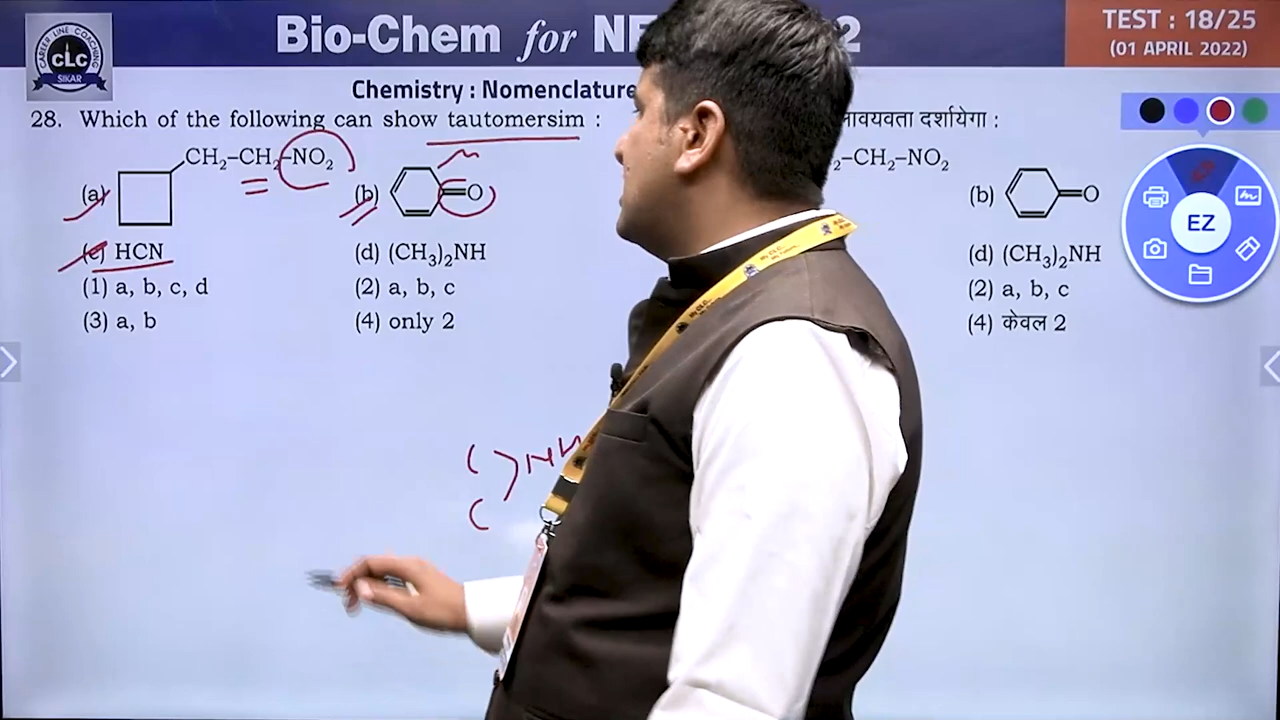 CAREER LINE COACHING
CLC
SIKAR
Bio-Chem for NE 2
TEST : 18/25
(01 APRIL 2022)
Chemistry : Nomenclature
28. Which of the following can show tautomersim :
लावयवता दर्शायेगा :
(a) CH₂–CH₂–NO₂
(b) O
₂–CH₂–NO₂
(b) O
(c) HCN
(d) (CH₃)₂NH
(d) (CH₃)₂NH
(1) a, b, c, d
(2) a, b, c
(2) a, b, c
(3) a, b
(4) only 2
(4) केवल 2
EZ